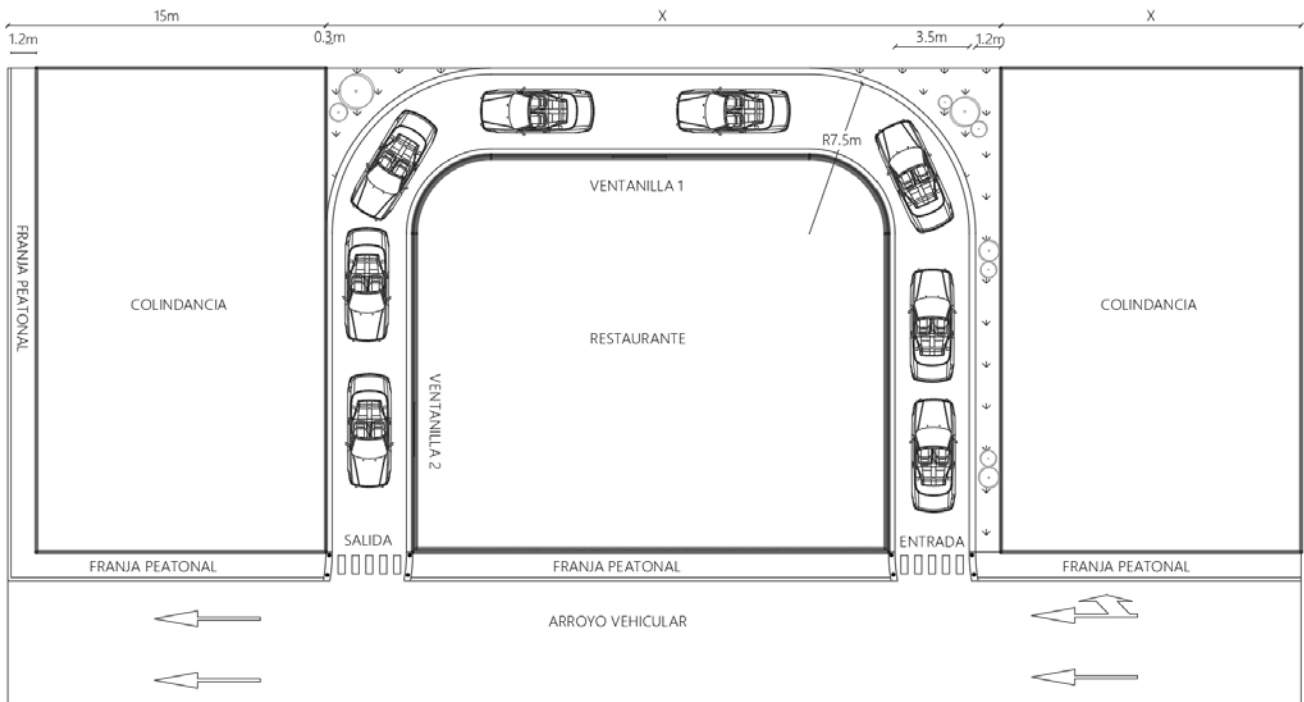 15m
X
X
1.2m
0.3m
3.5m
1.2m
R7.5m
VENTANILLA 1
FRANJA PEATONAL
COLINDANCIA
RESTAURANTE
COLINDANCIA
VENTANILLA 2
SALIDA
ENTRADA
FRANJA PEATONAL
FRANJA PEATONAL
FRANJA PEATONAL
ARROYO VEHICULAR